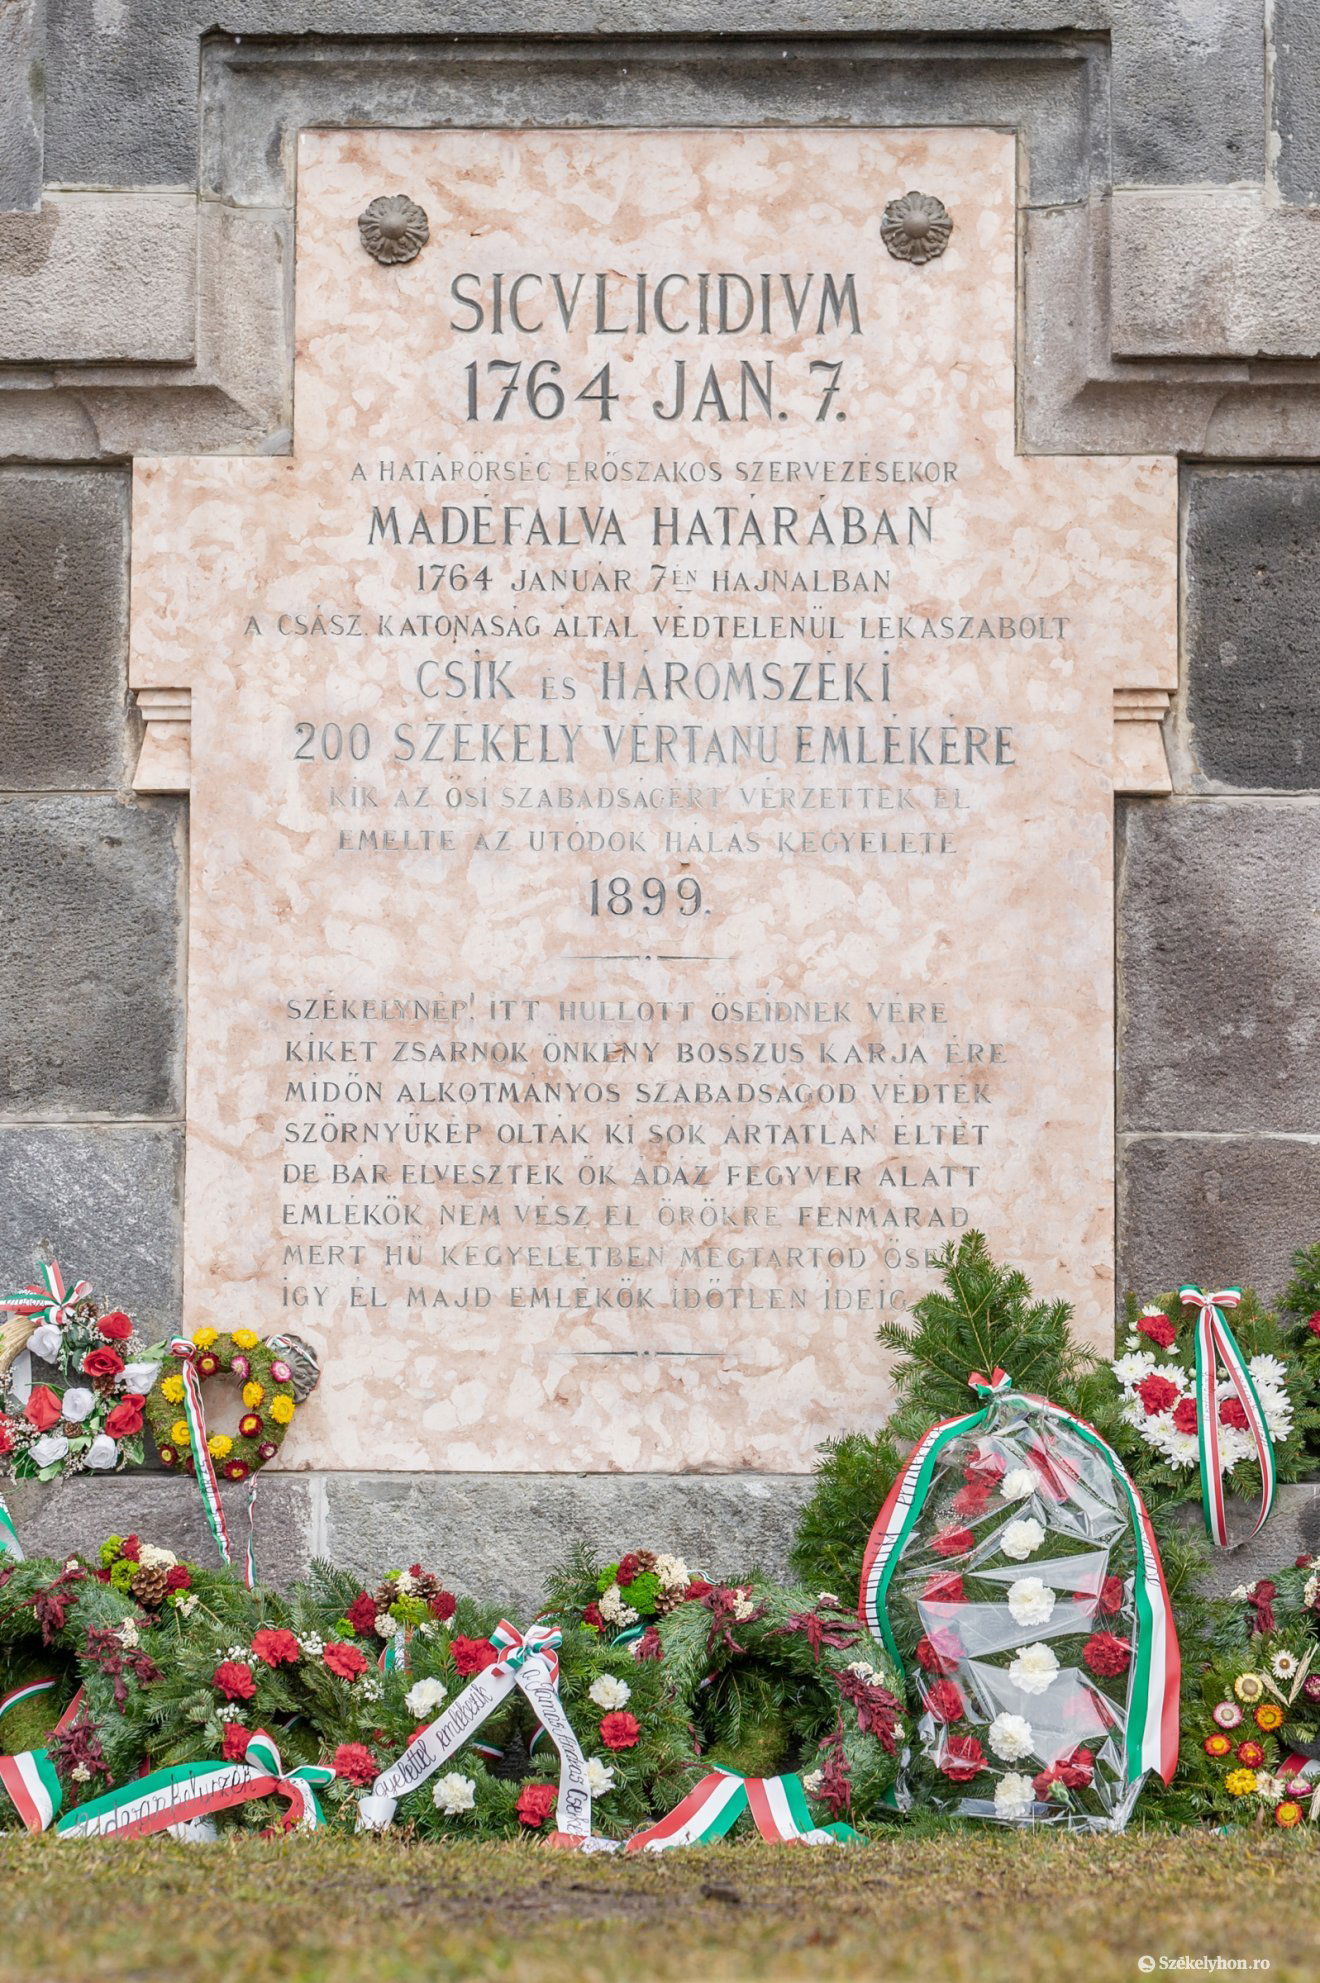 SICVLICIDIVM
1764 JAN. 7.
A HATÁRŐRSÉG ERŐSZAKOS SZERVEZÉSEKOR
MADÉFALVA HATÁRÁBAN
1764 JANUÁR 7ÉN HAJNALBAN
A CSÁSZ. KATONASÁG ÁLTAL VÉDTELENÜL LEKASZABOLT
CSÍK ÉS HÁROMSZÉKI
200 SZÉKELY VÉRTANU EMLÉKÉRE
KIK AZ ŐSI SZABADSÁGÉRT VÉRZETTEK EL
EMELTE AZ UTÓDOK HÁLÁS KEGYELETE
1899.
SZÉKELYNÉP! ITT HULLOTT ŐSEIDNEK VÉRE
KIKET ZSARNOK ÖNKÉNY BOSSZUS KARJA ÉRE
MIDŐN ALKOTMÁNYOS SZABADSÁGOD VÉDTÉK
SZÖRNYŰKÉP OLTÁK KI SOK ÁRTATLAN ÉLTÉT
DE BÁR ELVESZTEK ŐK ÁDÁZ FEGYVER ALATT
EMLÉKÖK NEM VÉSZ EL ÖRÖKRE FENMARAD
MERT HŰ KEGYELETBEN MEGTARTOD
IGY ÉL MAJD EMLÉKÖK IDŐTLEN IDEIG
emlékezik
Székelyhon.ro